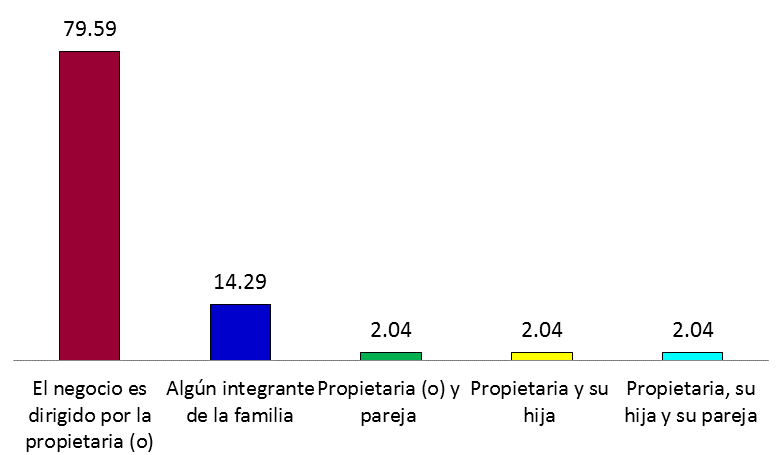 79.59
14.29
2.04
2.04
2.04
El negocio es
dirigido por la
propietaria (o)
Algún integrante
de la familia
Propietaria (o) y
pareja
Propietaria y su
hija
Propietaria, su
hija y su pareja